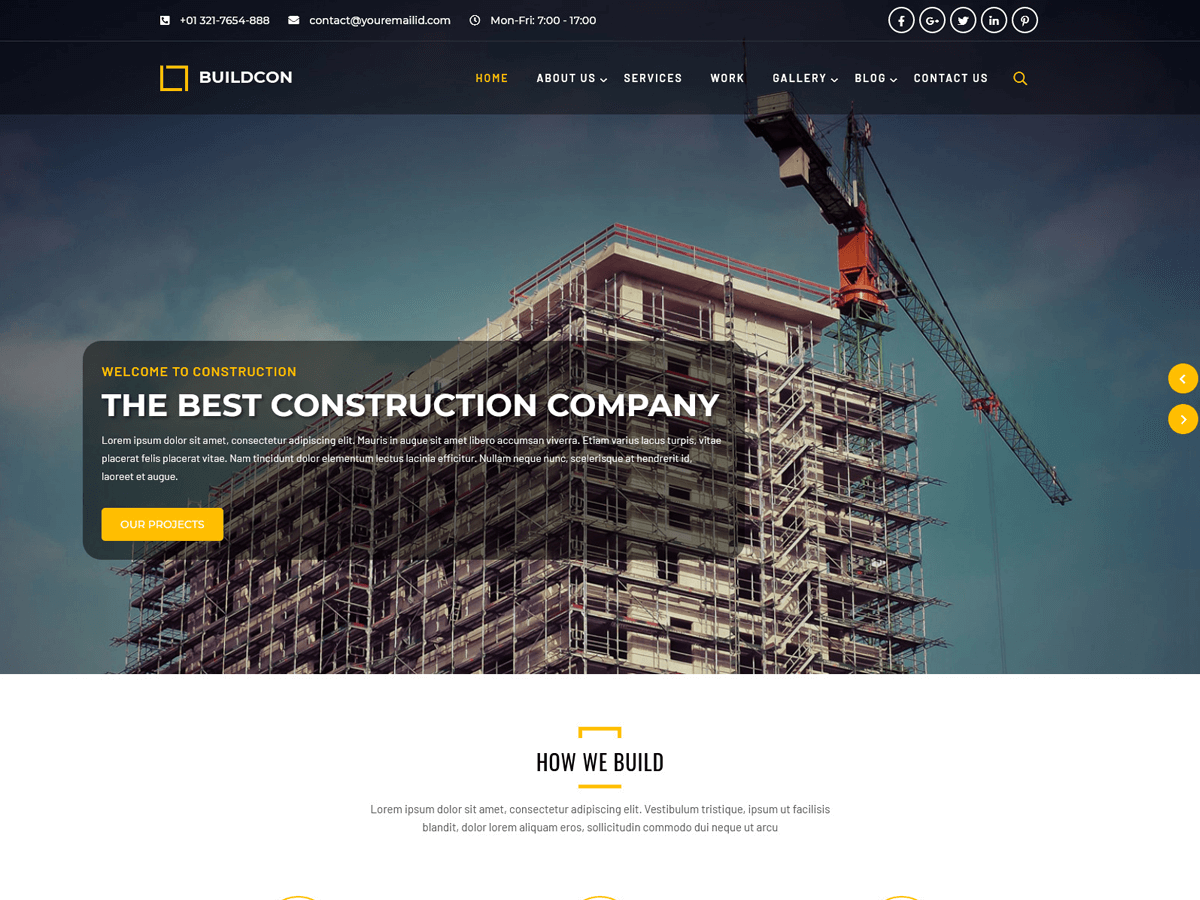 +01 321-7654-888 contact@youremailid.com Mon-Fri: 7:00 - 17:00
BUILDCON HOME ABOUT US SERVICES WORK GALLERY BLOG CONTACT US
WELCOME TO CONSTRUCTION
THE BEST CONSTRUCTION COMPANY
Lorem ipsum dolor sit amet, consectetur adipiscing elit. Mauris in augue sit amet libero accumsan viverra. Etiam varius lacus turpis, vitae
placerat felis placerat vitae. Nam tincidunt dolor elementum lectus lacinia efficitur. Nullam neque nunc, scelerisque at hendrerit id,
laoreet et augue.
OUR PROJECTS
HOW WE BUILD
Lorem ipsum dolor sit amet, consectetur adipiscing elit. Vestibulum tristique, ipsum ut facilisis
blandit, dolor lorem aliquam eros, sollicitudin commodo dui neque ut arcu